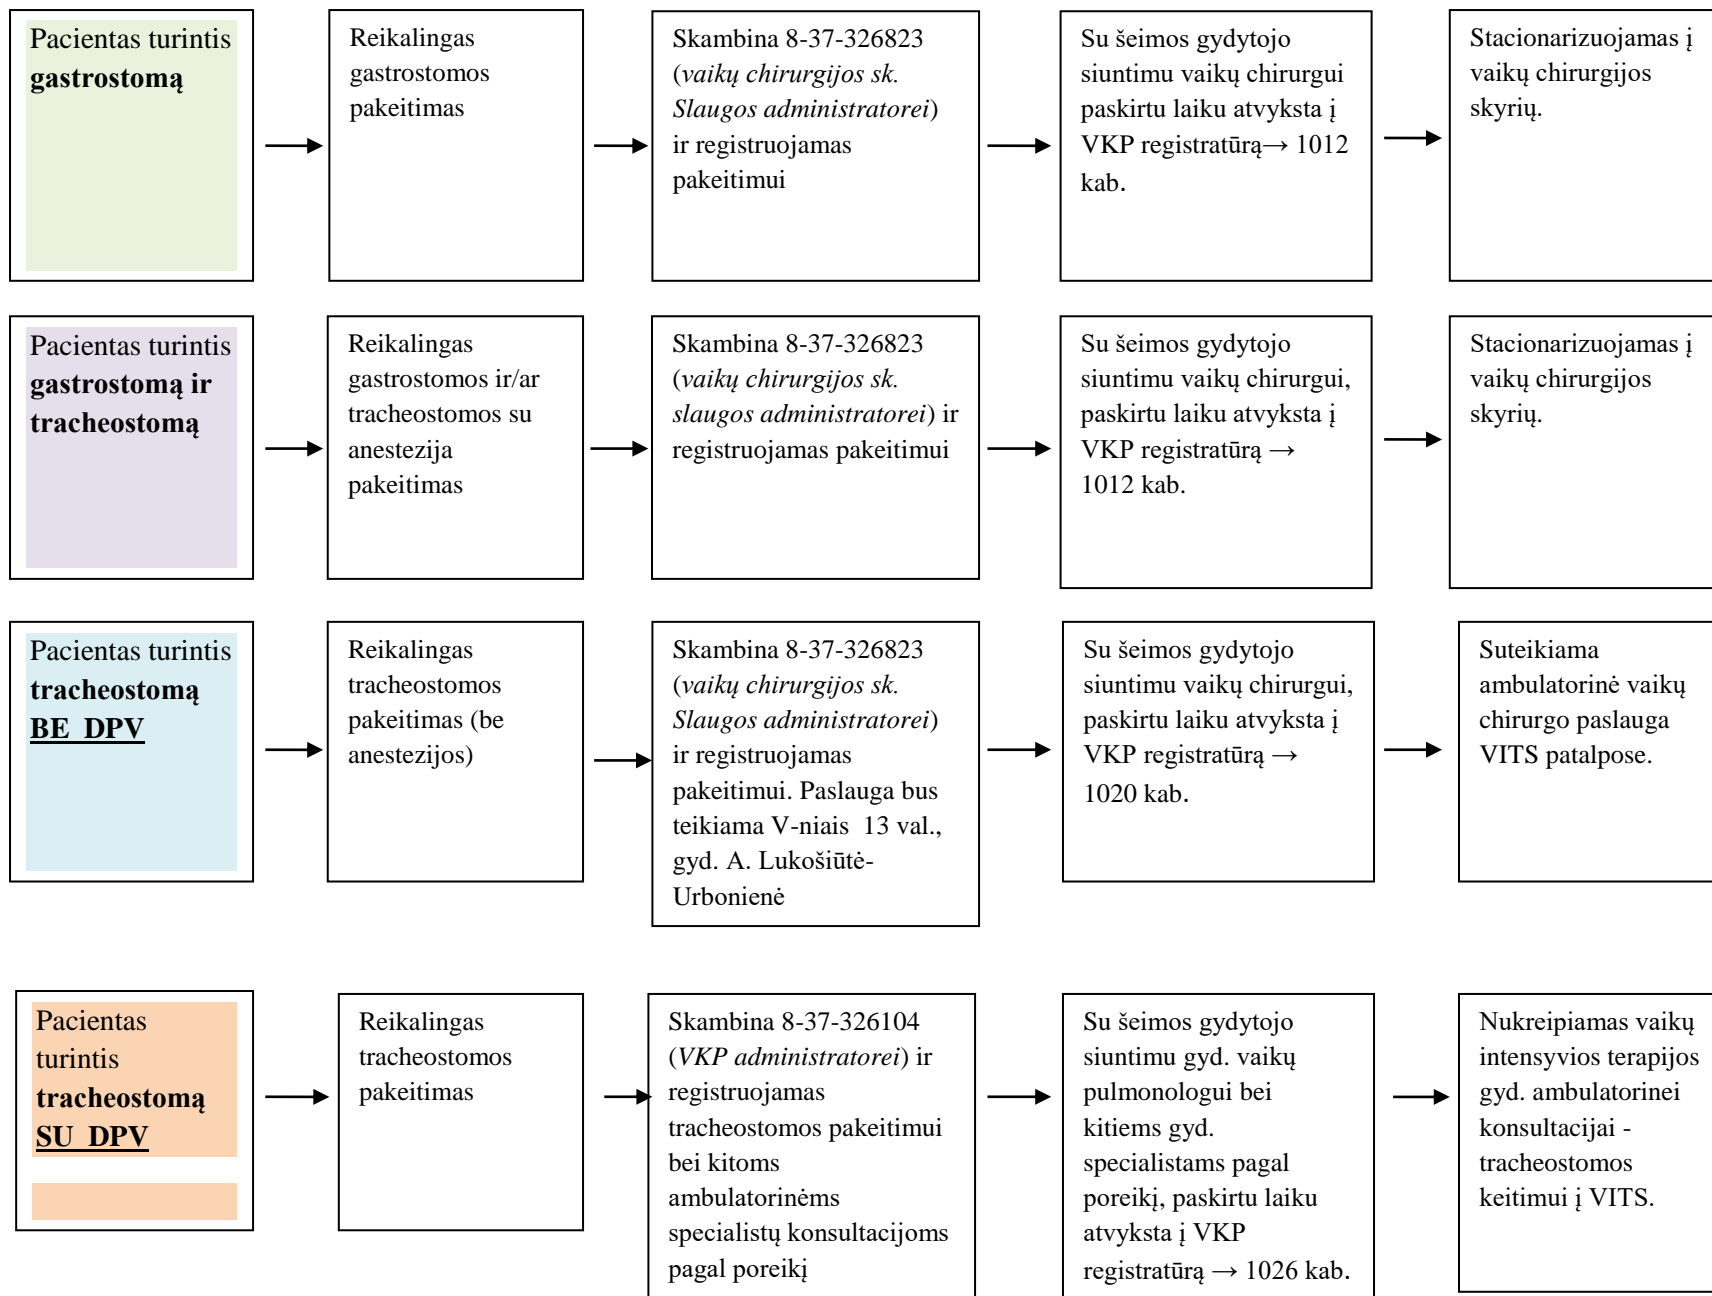 Pacientas turintis
gastrostomą
Reikalingas
gastrostomos
pakeitimas
Skambina 8-37-326823
(vaikų chirurgijos sk.
Slaugos administratorei)
ir registruojamas
pakeitimui
Su šeimos gydytojo
siuntimu vaikų chirurgui
paskirtu laiku atvyksta į
VKP registratūrą→ 1012
kab.
Stacionarizuojamas į
vaikų chirurgijos
skyrių.
Pacientas turintis
gastrostomą ir
tracheostomą
Reikalingas
gastrostomos ir/ar
tracheostomos su
anestezija
pakeitimas
Skambina 8-37-326823
(vaikų chirurgijos sk.
slaugos administratorei) ir
registruojamas pakeitimui
Su šeimos gydytojo
siuntimu vaikų chirurgui,
paskirtu laiku atvyksta į
VKP registratūrą →
1012 kab.
Stacionarizuojamas į
vaikų chirurgijos
skyrių.
Pacientas turintis
tracheostomą
BE DPV
Reikalingas
tracheostomos
pakeitimas (be
anestezijos)
Skambina 8-37-326823
(vaikų chirurgijos sk.
Slaugos administratorei)
ir registruojamas
pakeitimui. Paslauga bus
teikiama V-niais 13 val.,
gyd. A. Lukošiūtė-
Urbonienė
Su šeimos gydytojo
siuntimu vaikų chirurgui,
paskirtu laiku atvyksta į
VKP registratūrą →
1020 kab.
Suteikiama
ambulatorinė vaikų
chirurgo paslauga
VITS patalpose.
Pacientas
turintis
tracheostomą
SU DPV
Reikalingas
tracheostomos
pakeitimas
Skambina 8-37-326104
(VKP administratorei) ir
registruojamas
tracheostomos pakeitimui
bei kitoms
ambulatorinėms
specialistų konsultacijoms
pagal poreikį
Su šeimos gydytojo
siuntimu gyd. vaikų
pulmonologui bei
kitiems gyd.
specialistams pagal
poreikį, paskirtu laiku
atvyksta į VKP
registratūrą → 1026 kab.
Nukreipiamas vaikų
intensyvios terapijos
gyd. ambulatorinei
konsultacijai -
tracheostomos
keitimui į VITS.